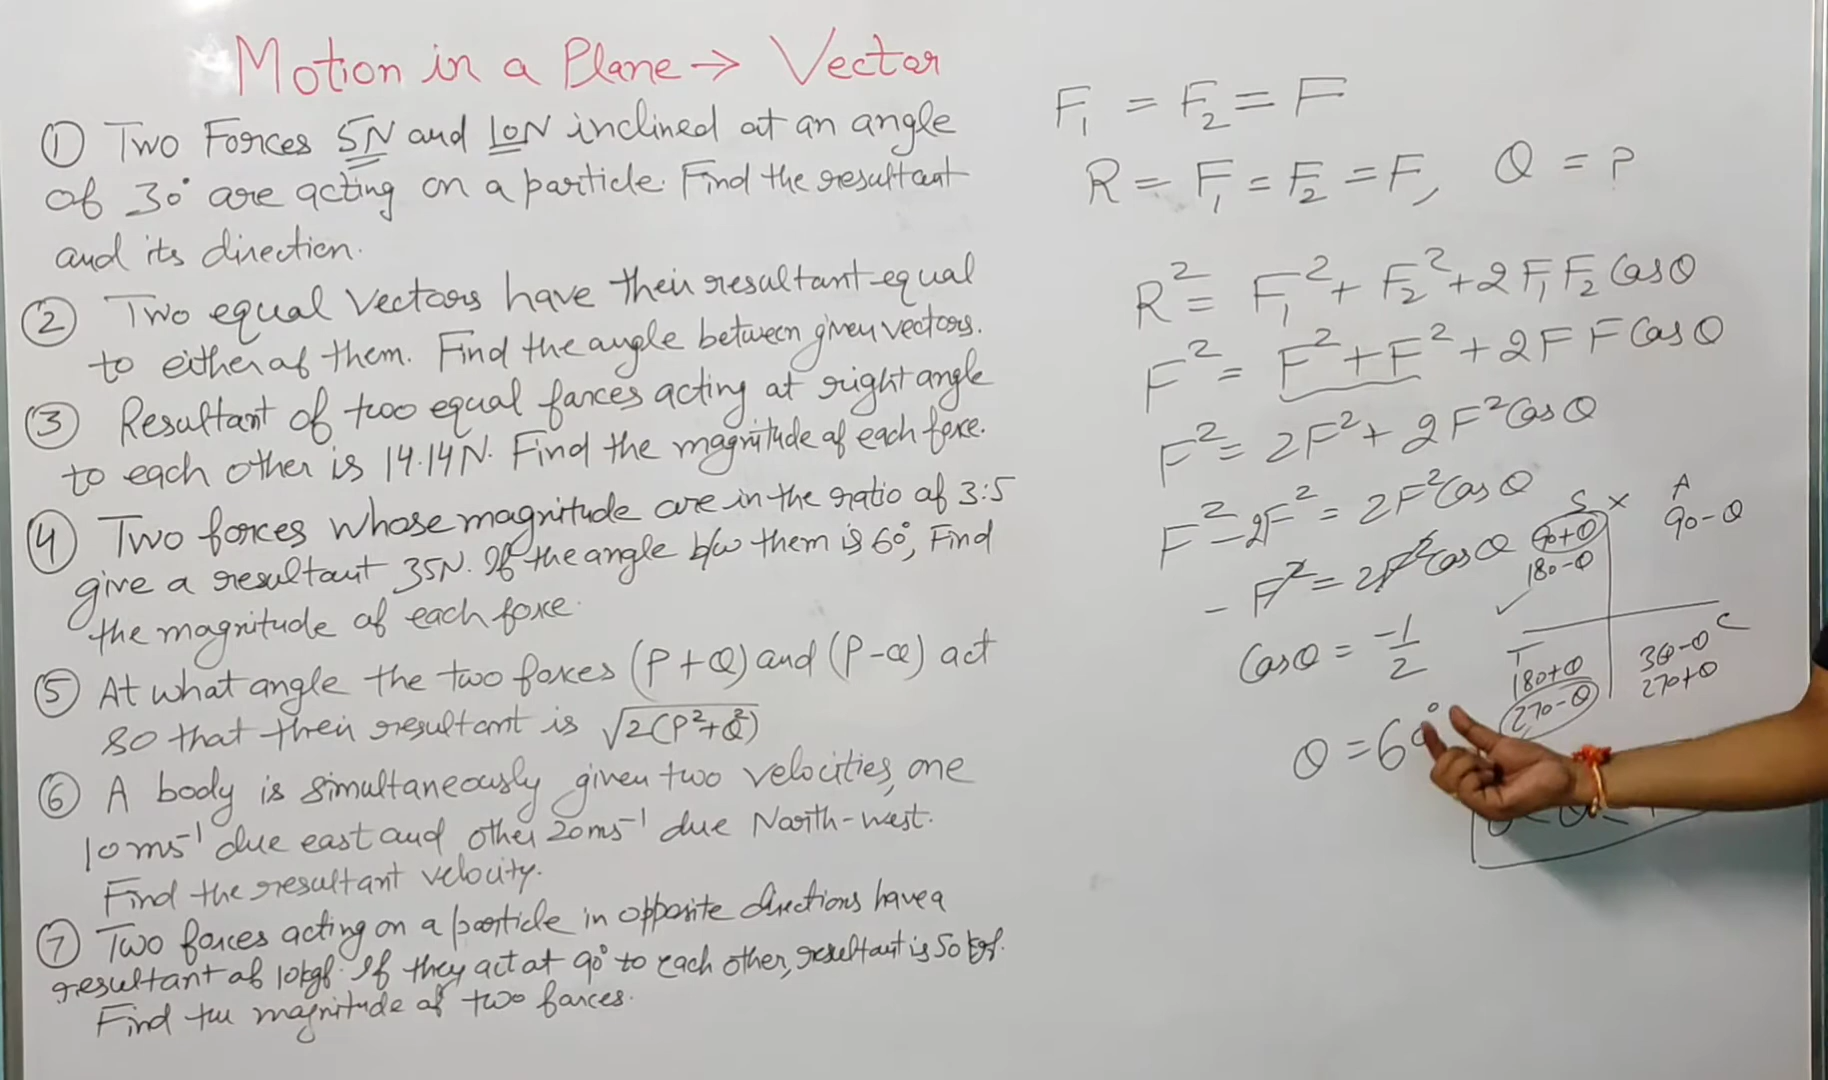 Motion in a Plane → Vector
① Two Forces 5N and 10N inclined at an angle
of 30° are acting on a particle. Find the resultant
and its direction.
② Two equal Vectors have their resultant equal
to either of them. Find the angle between given vectors.
③ Resultant of two equal forces acting at right angle
to each other is 14.14N. Find the magnitude of each force.
④ Two forces whose magnitude are in the ratio of 3:5
give a resultant 35N. If the angle b/w them is 60°, Find
the magnitude of each force.
⑤ At what angle the two forces (P+Q) and (P-Q) act
so that their resultant is √2(P²+Q²)
⑥ A body is simultaneously given two velocities, one
10ms⁻¹ due east and other 20ms⁻¹ due North-west.
Find the resultant velocity.
⑦ Two forces acting on a particle in opposite directions have a
resultant of 10kgf. If they act at 90° to each other, resultant is 50 kgf.
Find the magnitude of two forces.
F₁ = F₂ = F
R = F₁ = F₂ = F, θ = ?
R² = F₁² + F₂² + 2F₁F₂ Cosθ
F² = F² + F² + 2F F Cosθ
F² = 2F² + 2F² Cosθ
F² - 2F² = 2F² Cosθ
- F² = 2F² Cosθ
Cosθ = -1/2
θ = 60°
S × A
90+θ 90-θ
180-θ
✓
T C
180+θ 360-θ
270-θ 270+θ